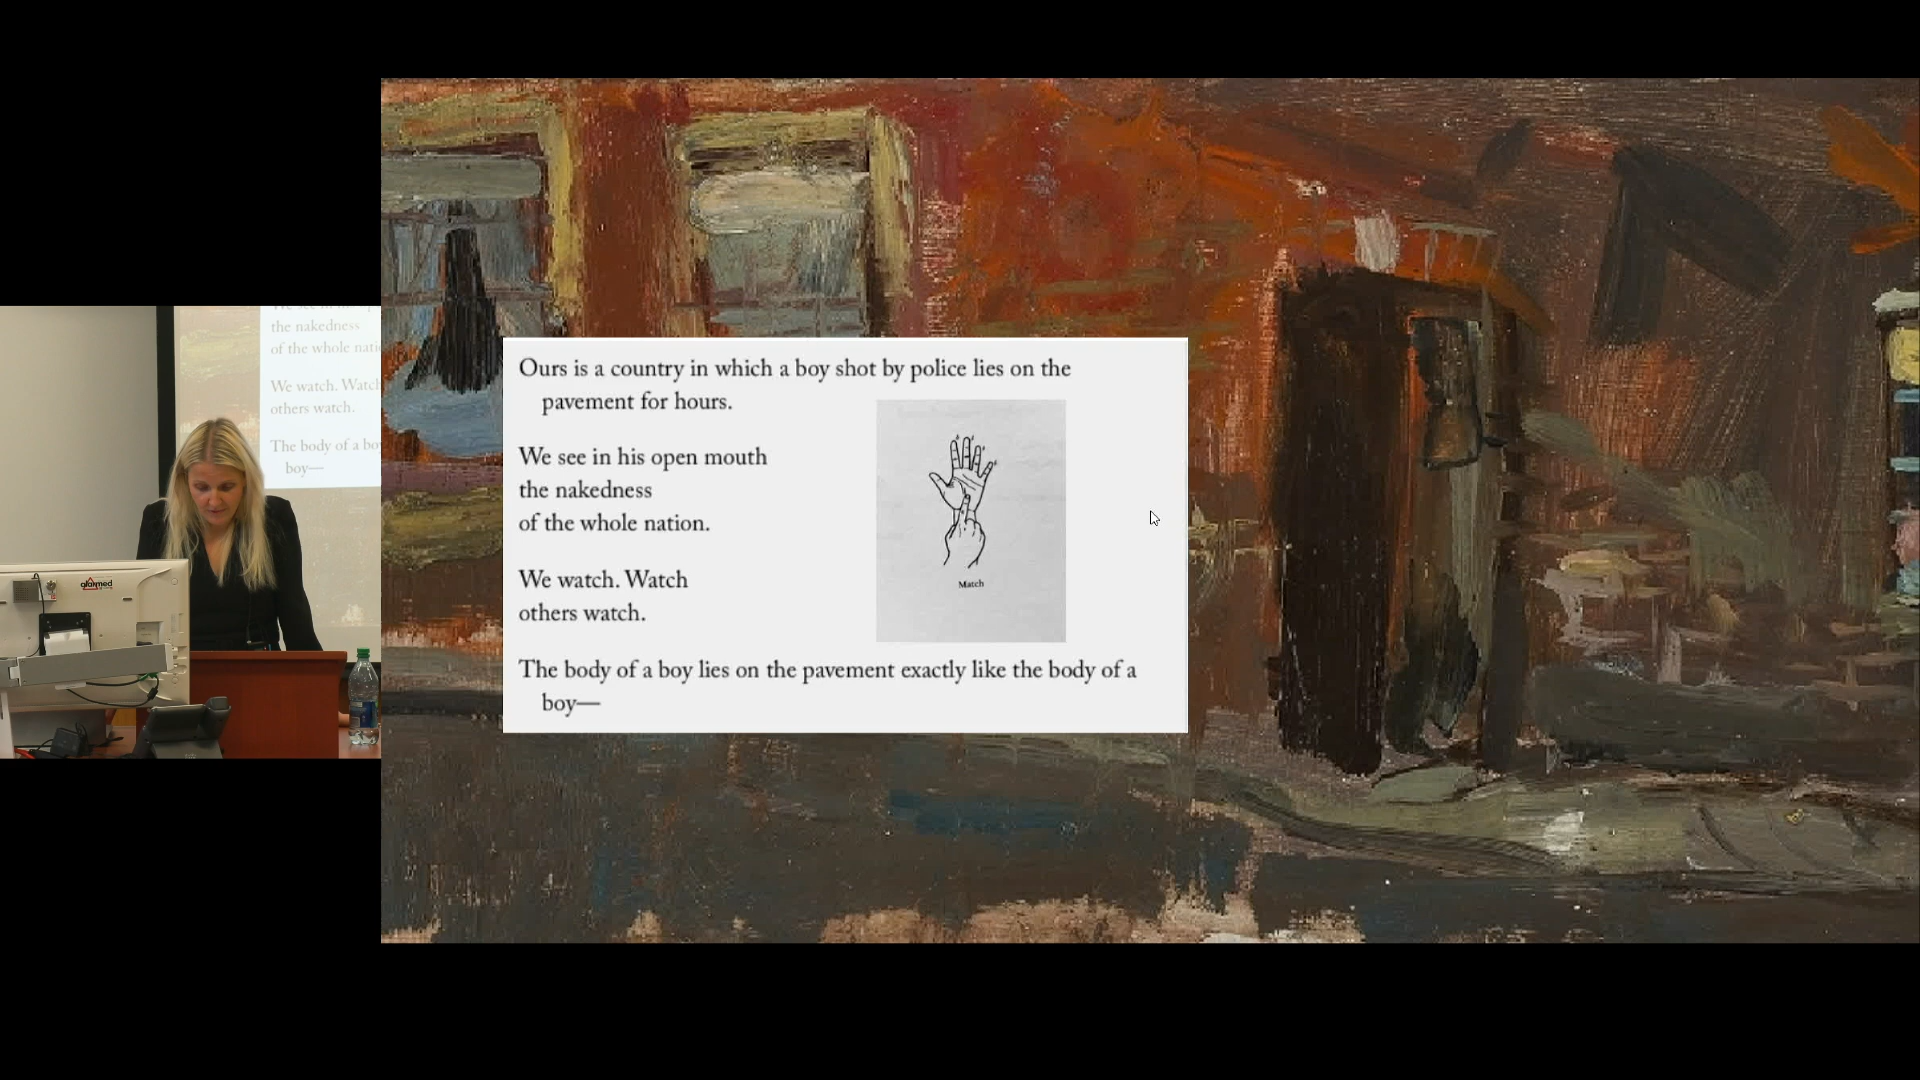 Ours is a country in which a boy shot by police lies on the
pavement for hours.
We see in his open mouth
the nakedness
of the whole nation.
We watch. Watch
others watch.
The body of a boy lies on the pavement exactly like the body of a
boy—
Match
the nakedness
of the whole nati
We watch. Watch
others watch.
The body of a bo
boy—